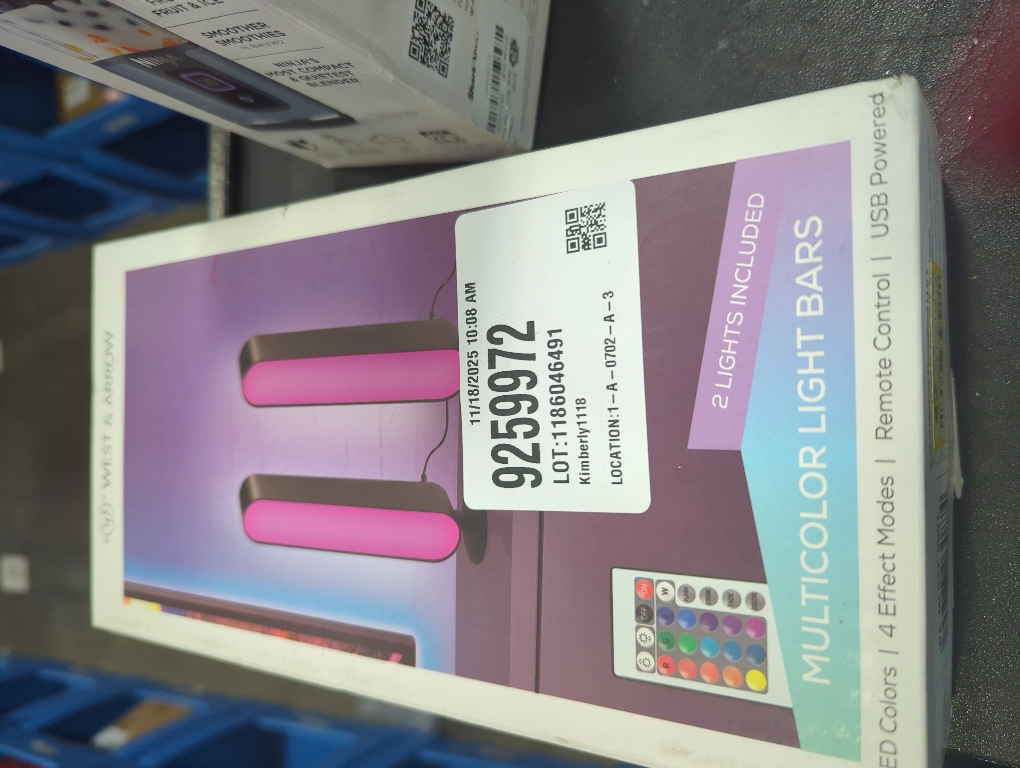 WEST & ARROW
11/18/2025 10:08 AM
9259972
LOT:1186046491
Kimberly1118
LOCATION:1-A-0702-A-3
2 LIGHTS INCLUDED
MULTICOLOR LIGHT BARS
ED Colors | 4 Effect Modes | Remote Control | USB Powered
ON
OFF
W
R
G
FRUIT & ICE
SMOOTHER
SMOOTHIES
NINJA'S
MOST COMPACT
& QUIETEST
BLENDER